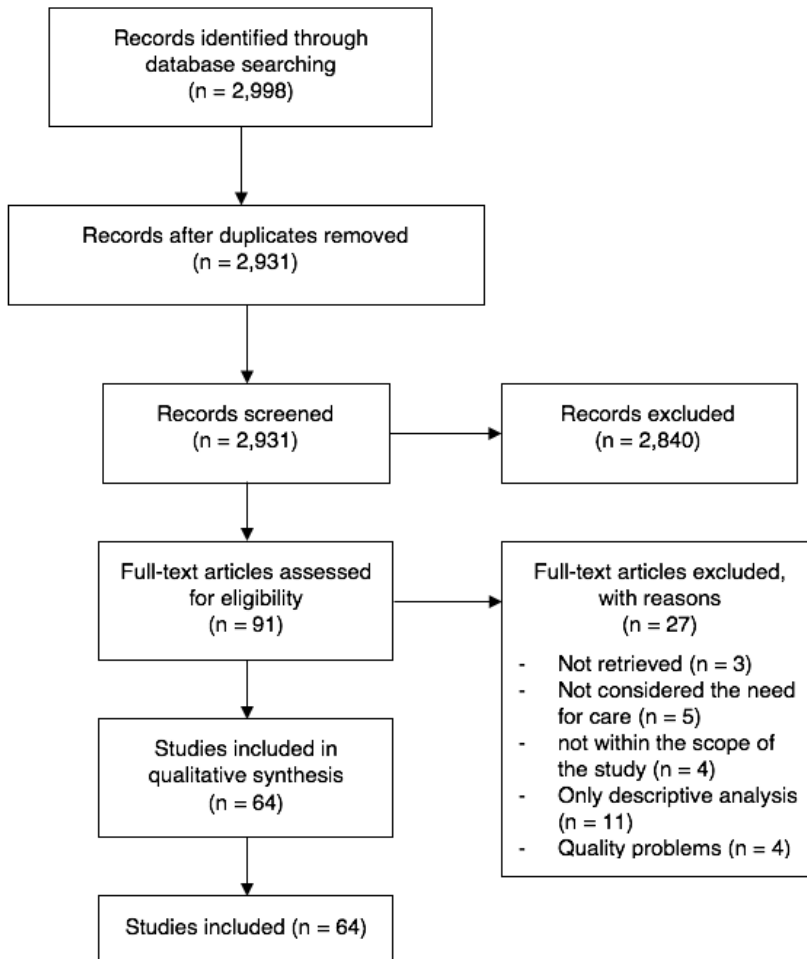 Records identified through
database searching
(n = 2,998)
Records after duplicates removed
(n = 2,931)
Records screened
(n = 2,931)
Records excluded
(n = 2,840)
Full-text articles assessed
for eligibility
(n = 91)
Full-text articles excluded,
with reasons
(n = 27)
- Not retrieved (n = 3)
- Not considered the need
for care (n = 5)
- not within the scope of
the study (n = 4)
- Only descriptive analysis
(n = 11)
- Quality problems (n = 4)
Studies included in
qualitative synthesis
(n = 64)
Studies included (n = 64)